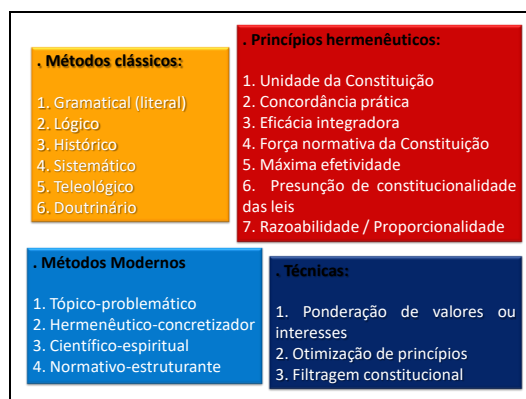 . Métodos clássicos:
1. Gramatical (literal)
2. Lógico
3. Histórico
4. Sistemático
5. Teleológico
6. Doutrinário
. Princípios hermenêuticos:
1. Unidade da Constituição
2. Concordância prática
3. Eficácia integradora
4. Força normativa da Constituição
5. Máxima efetividade
6. Presunção de constitucionalidade
das leis
7. Razoabilidade / Proporcionalidade
. Métodos Modernos
1. Tópico-problemático
2. Hermenêutico-concretizador
3. Científico-espiritual
4. Normativo-estruturante
. Técnicas:
1. Ponderação de valores ou
interesses
2. Otimização de princípios
3. Filtragem constitucional